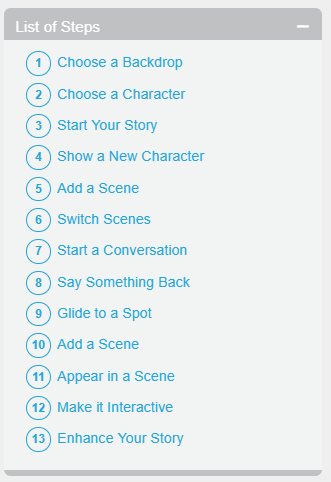 List of Steps
1 Choose a Backdrop
2 Choose a Character
3 Start Your Story
4 Show a New Character
5 Add a Scene
6 Switch Scenes
7 Start a Conversation
8 Say Something Back
9 Glide to a Spot
10 Add a Scene
11 Appear in a Scene
12 Make it Interactive
13 Enhance Your Story